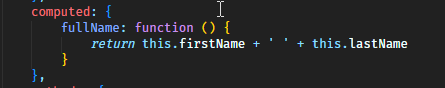 computed: {
fullName: function () {
return this.firstName + ' ' + this.lastName
}
},